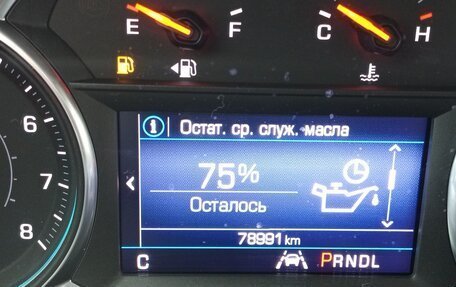 E F C H
6
7
8
Остат. ср. служ. масла
75%
Осталось
78991 km
C PRNDL